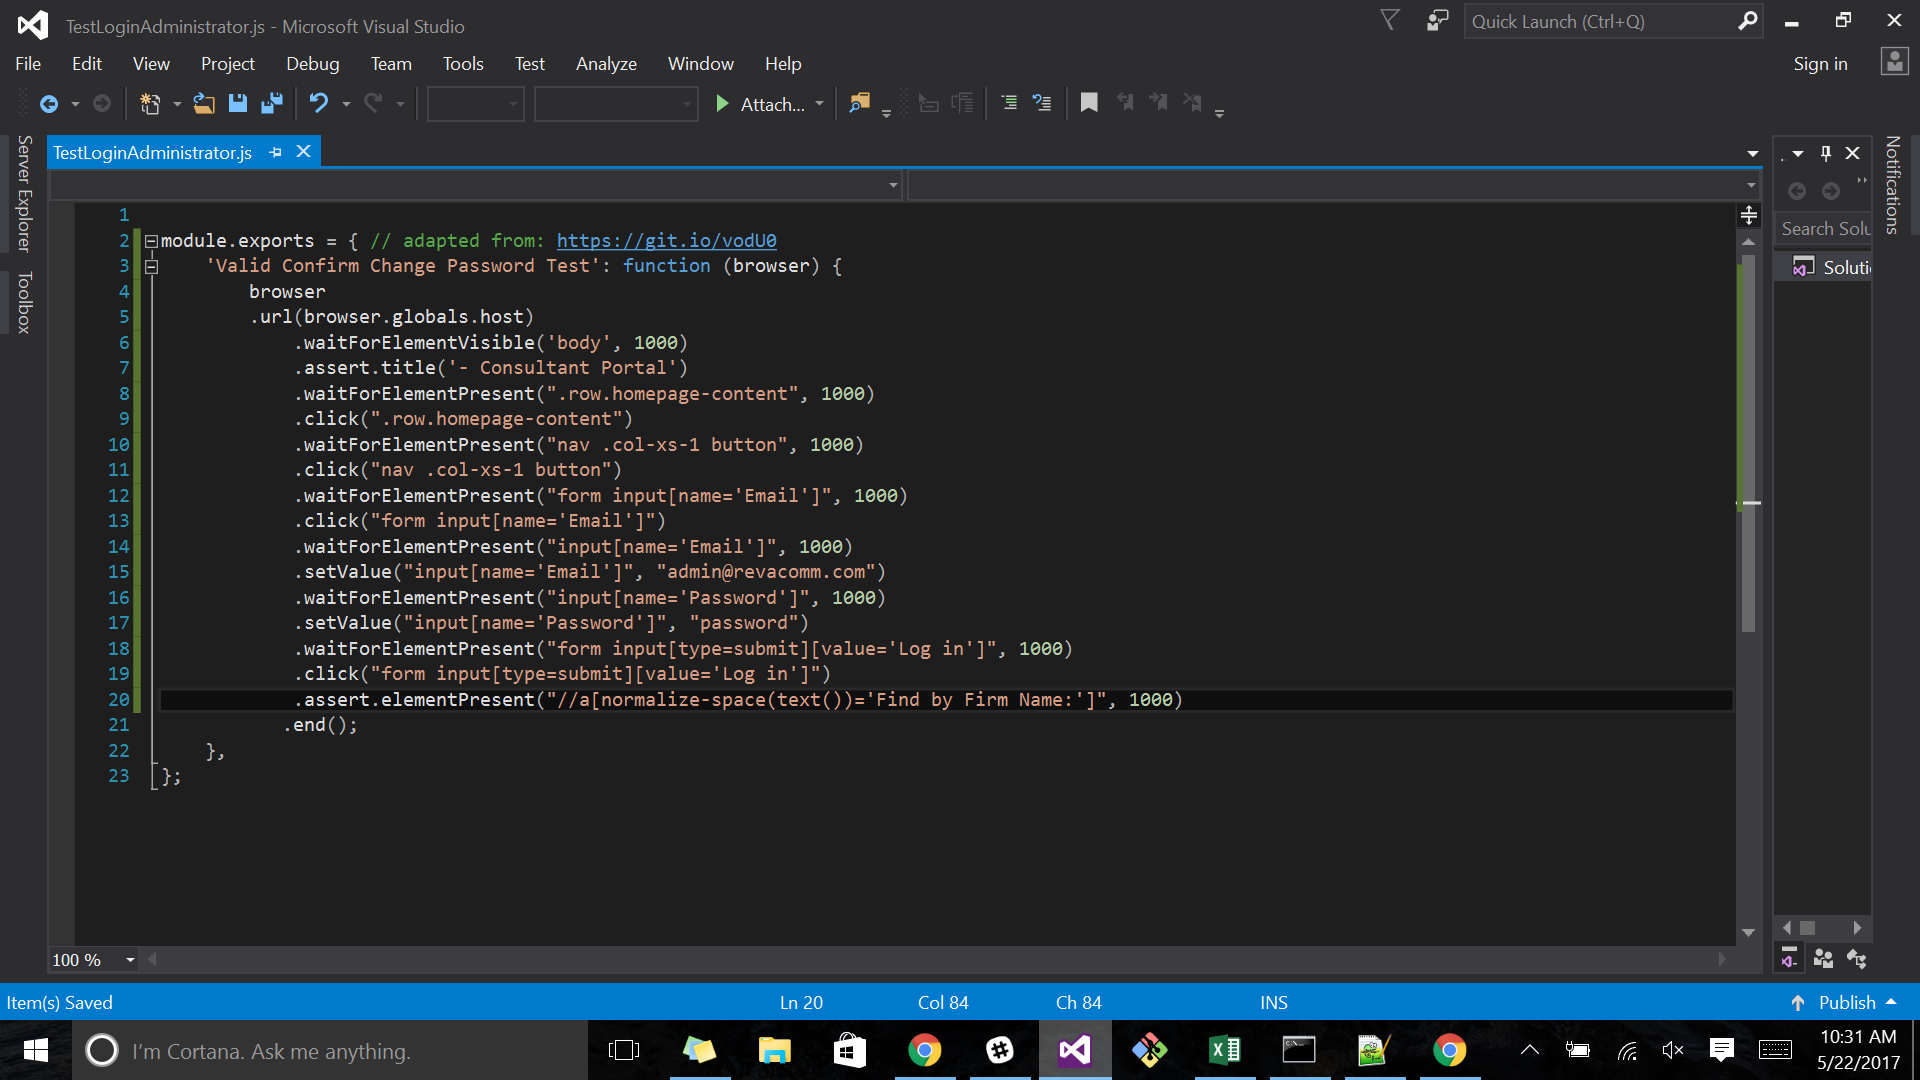 TestLoginAdministrator.js - Microsoft Visual Studio
Quick Launch (Ctrl+Q)
File Edit View Project Debug Team Tools Test Analyze Window Help
Sign in
Attach...
Server Explorer
Toolbox
TestLoginAdministrator.js
Notifications
Search Solu
Soluti
1
2 module.exports = { // adapted from: https://git.io/vodU0
3 'Valid Confirm Change Password Test': function (browser) {
4 browser
5 .url(browser.globals.host)
6 .waitForElementVisible('body', 1000)
7 .assert.title('- Consultant Portal')
8 .waitForElementPresent(".row.homepage-content", 1000)
9 .click(".row.homepage-content")
10 .waitForElementPresent("nav .col-xs-1 button", 1000)
11 .click("nav .col-xs-1 button")
12 .waitForElementPresent("form input[name='Email']", 1000)
13 .click("form input[name='Email']")
14 .waitForElementPresent("input[name='Email']", 1000)
15 .setValue("input[name='Email']", "admin@revacomm.com")
16 .waitForElementPresent("input[name='Password']", 1000)
17 .setValue("input[name='Password']", "password")
18 .waitForElementPresent("form input[type=submit][value='Log in']", 1000)
19 .click("form input[type=submit][value='Log in']")
20 .assert.elementPresent("//a[normalize-space(text())='Find by Firm Name:']", 1000)
21 .end();
22 },
23 };
100 %
Item(s) Saved
Ln 20 Col 84 Ch 84 INS
Publish
I'm Cortana. Ask me anything.
10:31 AM
5/22/2017